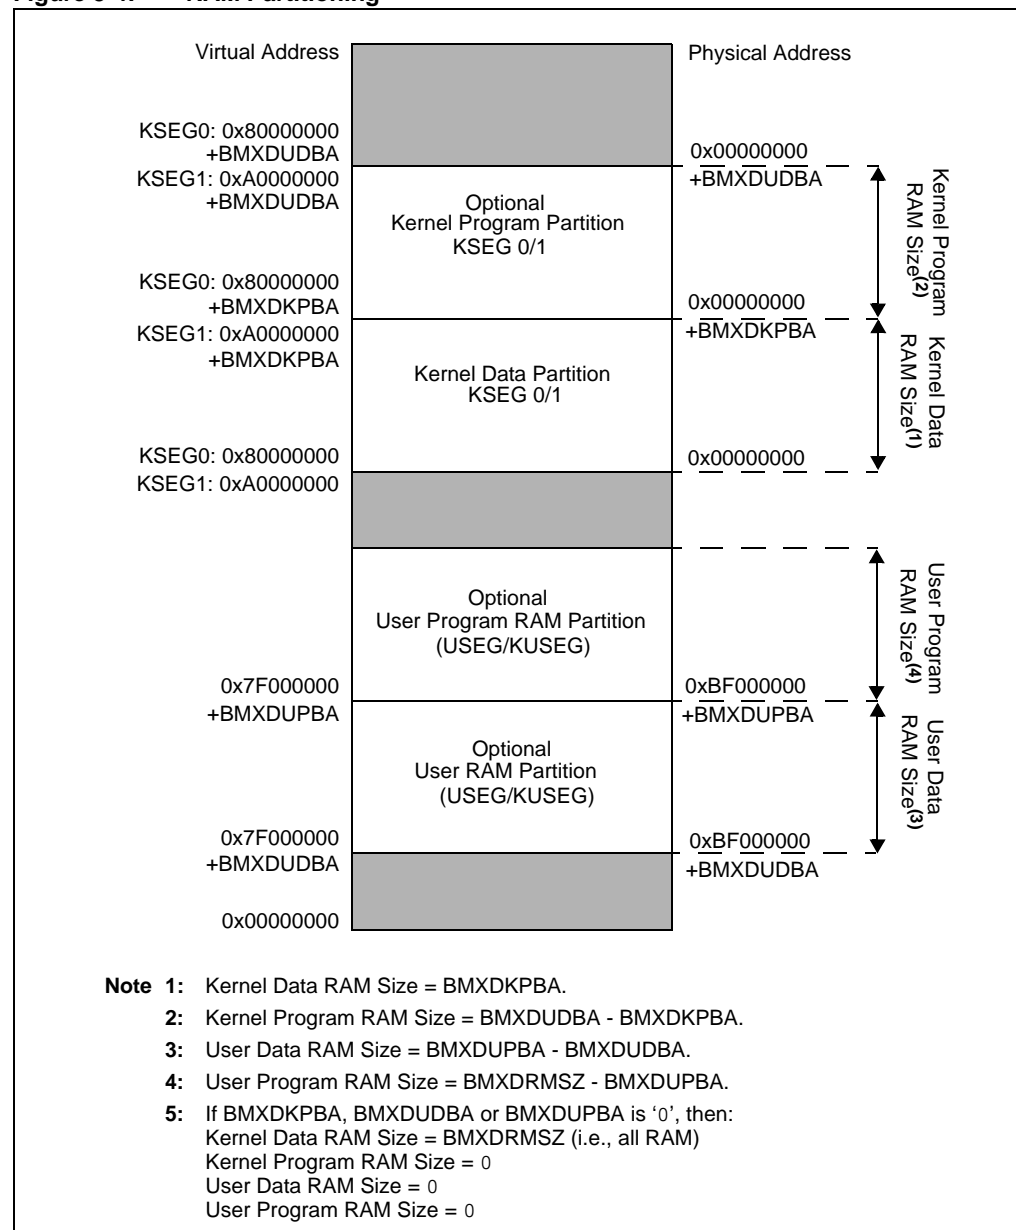 Virtual Address
Physical Address
KSEG0: 0x80000000
+BMXDUDBA
KSEG1: 0xA0000000
+BMXDUDBA
0x00000000
+BMXDUDBA
Optional
Kernel Program Partition
KSEG 0/1
Kernel Program
RAM Size(2)
KSEG0: 0x80000000
+BMXDKPBA
KSEG1: 0xA0000000
+BMXDKPBA
0x00000000
+BMXDKPBA
Kernel Data Partition
KSEG 0/1
Kernel Data
RAM Size(1)
KSEG0: 0x80000000
KSEG1: 0xA0000000
0x00000000
Optional
User Program RAM Partition
(USEG/KUSEG)
User Program
RAM Size(4)
0x7F000000
+BMXDUPBA
0xBF000000
+BMXDUPBA
Optional
User RAM Partition
(USEG/KUSEG)
User Data
RAM Size(3)
0x7F000000
+BMXDUDBA
0xBF000000
+BMXDUDBA
0x00000000
Note 1: Kernel Data RAM Size = BMXDKPBA.
2: Kernel Program RAM Size = BMXDUDBA - BMXDKPBA.
3: User Data RAM Size = BMXDUPBA - BMXDUDBA.
4: User Program RAM Size = BMXDRMSZ - BMXDUPBA.
5: If BMXDKPBA, BMXDUDBA or BMXDUPBA is ‘0’, then:
Kernel Data RAM Size = BMXDRMSZ (i.e., all RAM)
Kernel Program RAM Size = 0
User Data RAM Size = 0
User Program RAM Size = 0